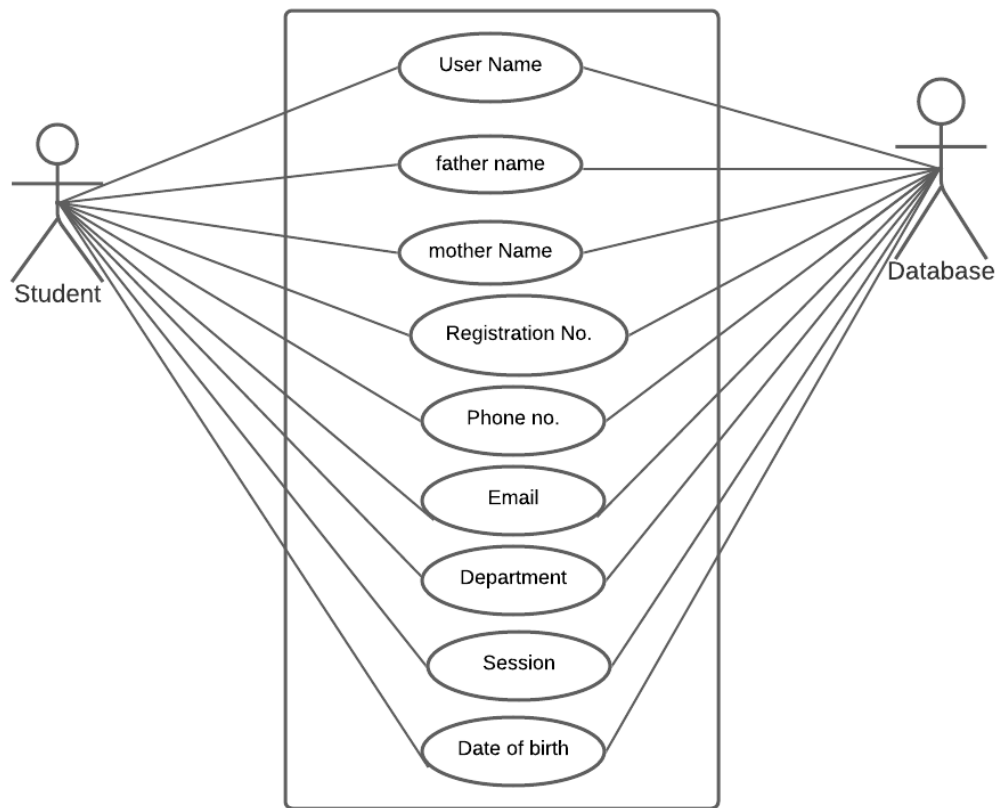 User Name
father name
mother Name
Student
Database
Registration No.
Phone no.
Email
Department
Session
Date of birth